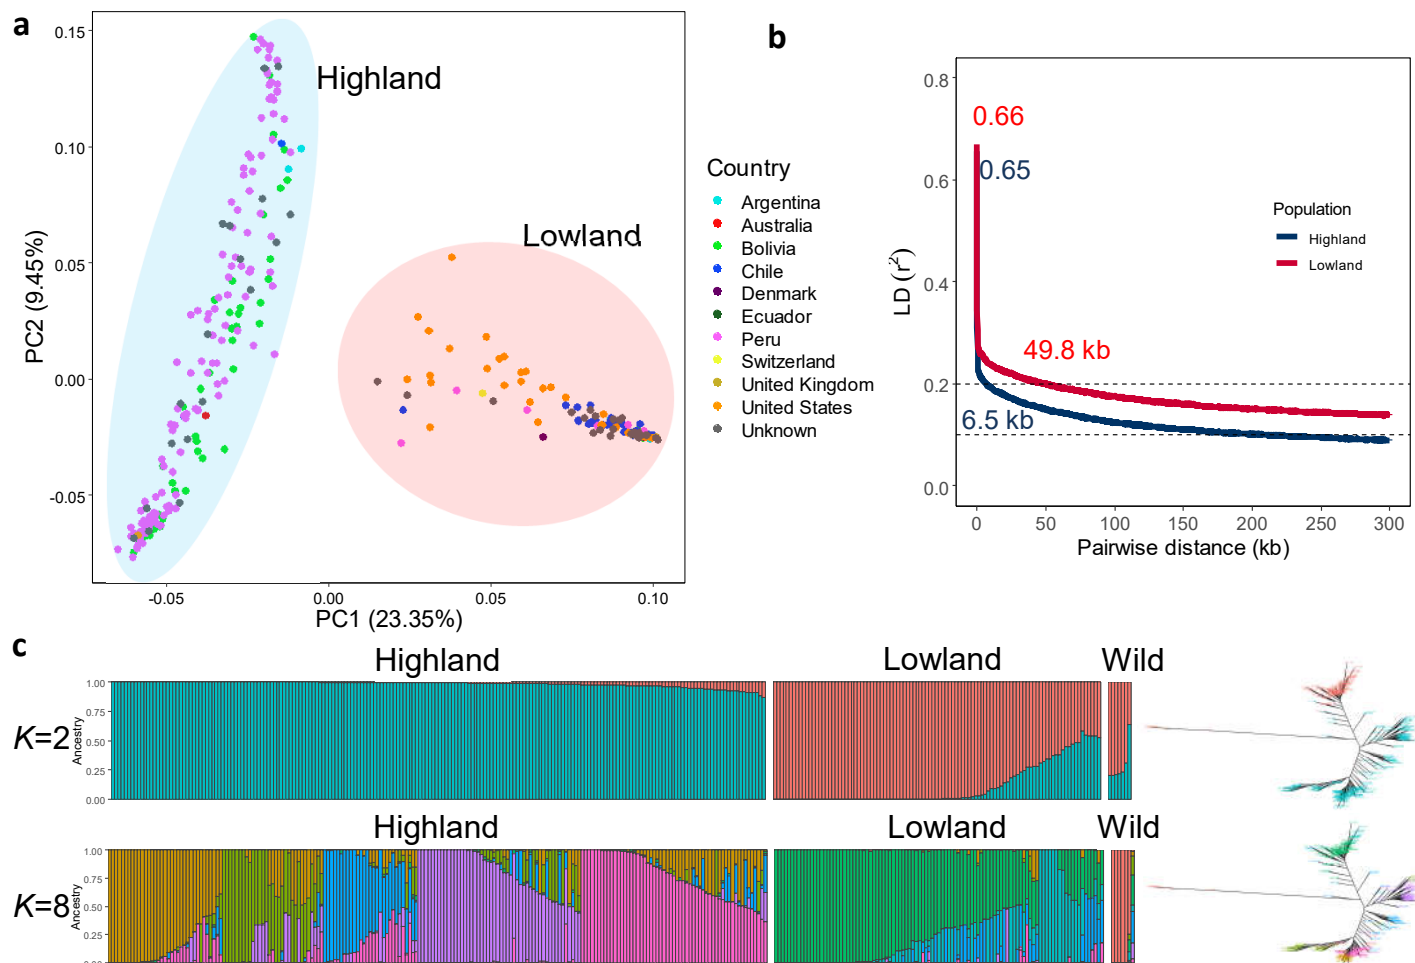 a
0.15
0.10
0.05
0.00
-0.05
PC2 (9.45%)
Highland
Lowland
-0.05
0.00
0.05
0.10
PC1 (23.35%)
Country
Argentina
Australia
Bolivia
Chile
Denmark
Ecuador
Peru
Switzerland
United Kingdom
United States
Unknown
b
0.8
0.6
0.4
0.2
0.0
LD (r²)
0.66
0.65
49.8 kb
6.5 kb
Population
Highland
Lowland
0
50
100
150
200
250
300
Pairwise distance (kb)
c
Highland
Lowland
Wild
K=2
Ancestry
1.00
0.75
0.50
0.25
0.00
Highland
Lowland
Wild
K=8
Ancestry
1.00
0.75
0.50
0.25
0.00